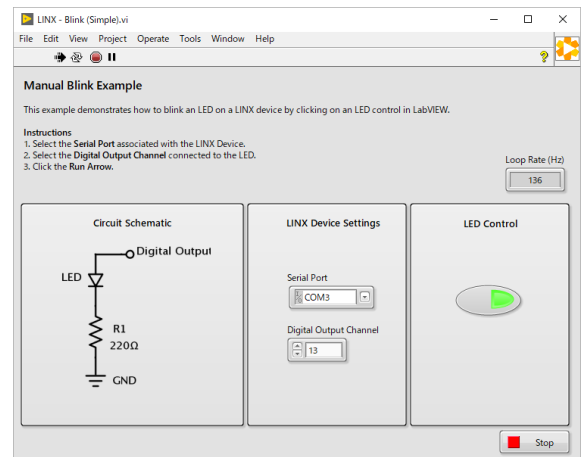 LINX - Blink (Simple).vi
File Edit View Project Operate Tools Window Help
Manual Blink Example
This example demonstrates how to blink an LED on a LINX device by clicking on an LED control in LabVIEW.
Instructions
1. Select the Serial Port associated with the LINX Device.
2. Select the Digital Output Channel connected to the LED.
3. Click the Run Arrow.
Loop Rate (Hz)
136
Circuit Schematic
Digital Output
LED
R1
220Ω
GND
LINX Device Settings
Serial Port
COM3
Digital Output Channel
13
LED Control
Stop